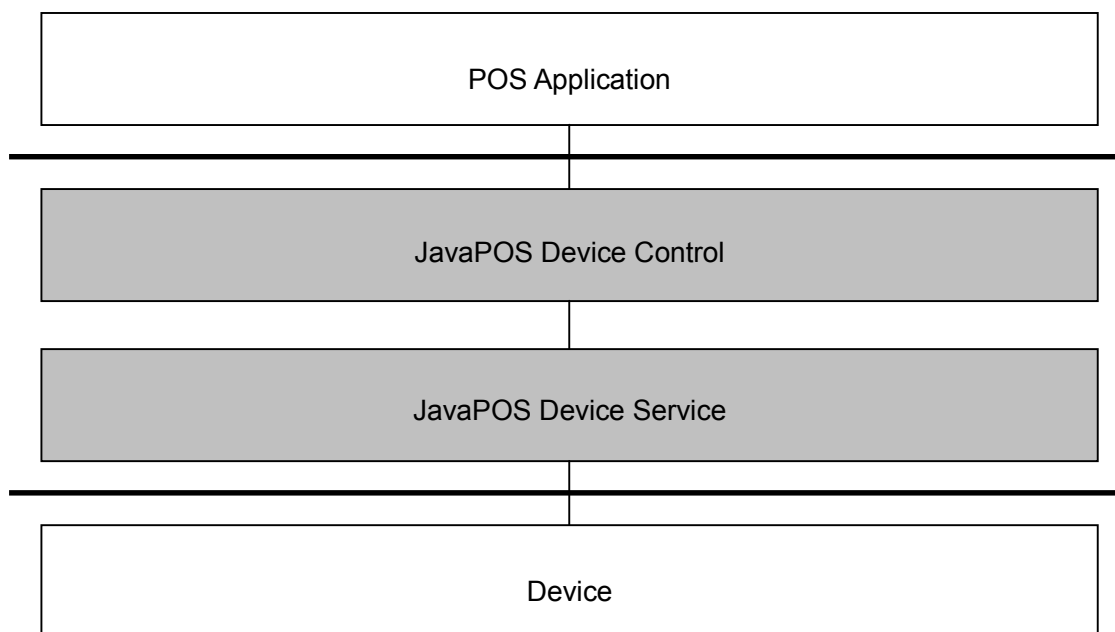 POS Application
JavaPOS Device Control
JavaPOS Device Service
Device